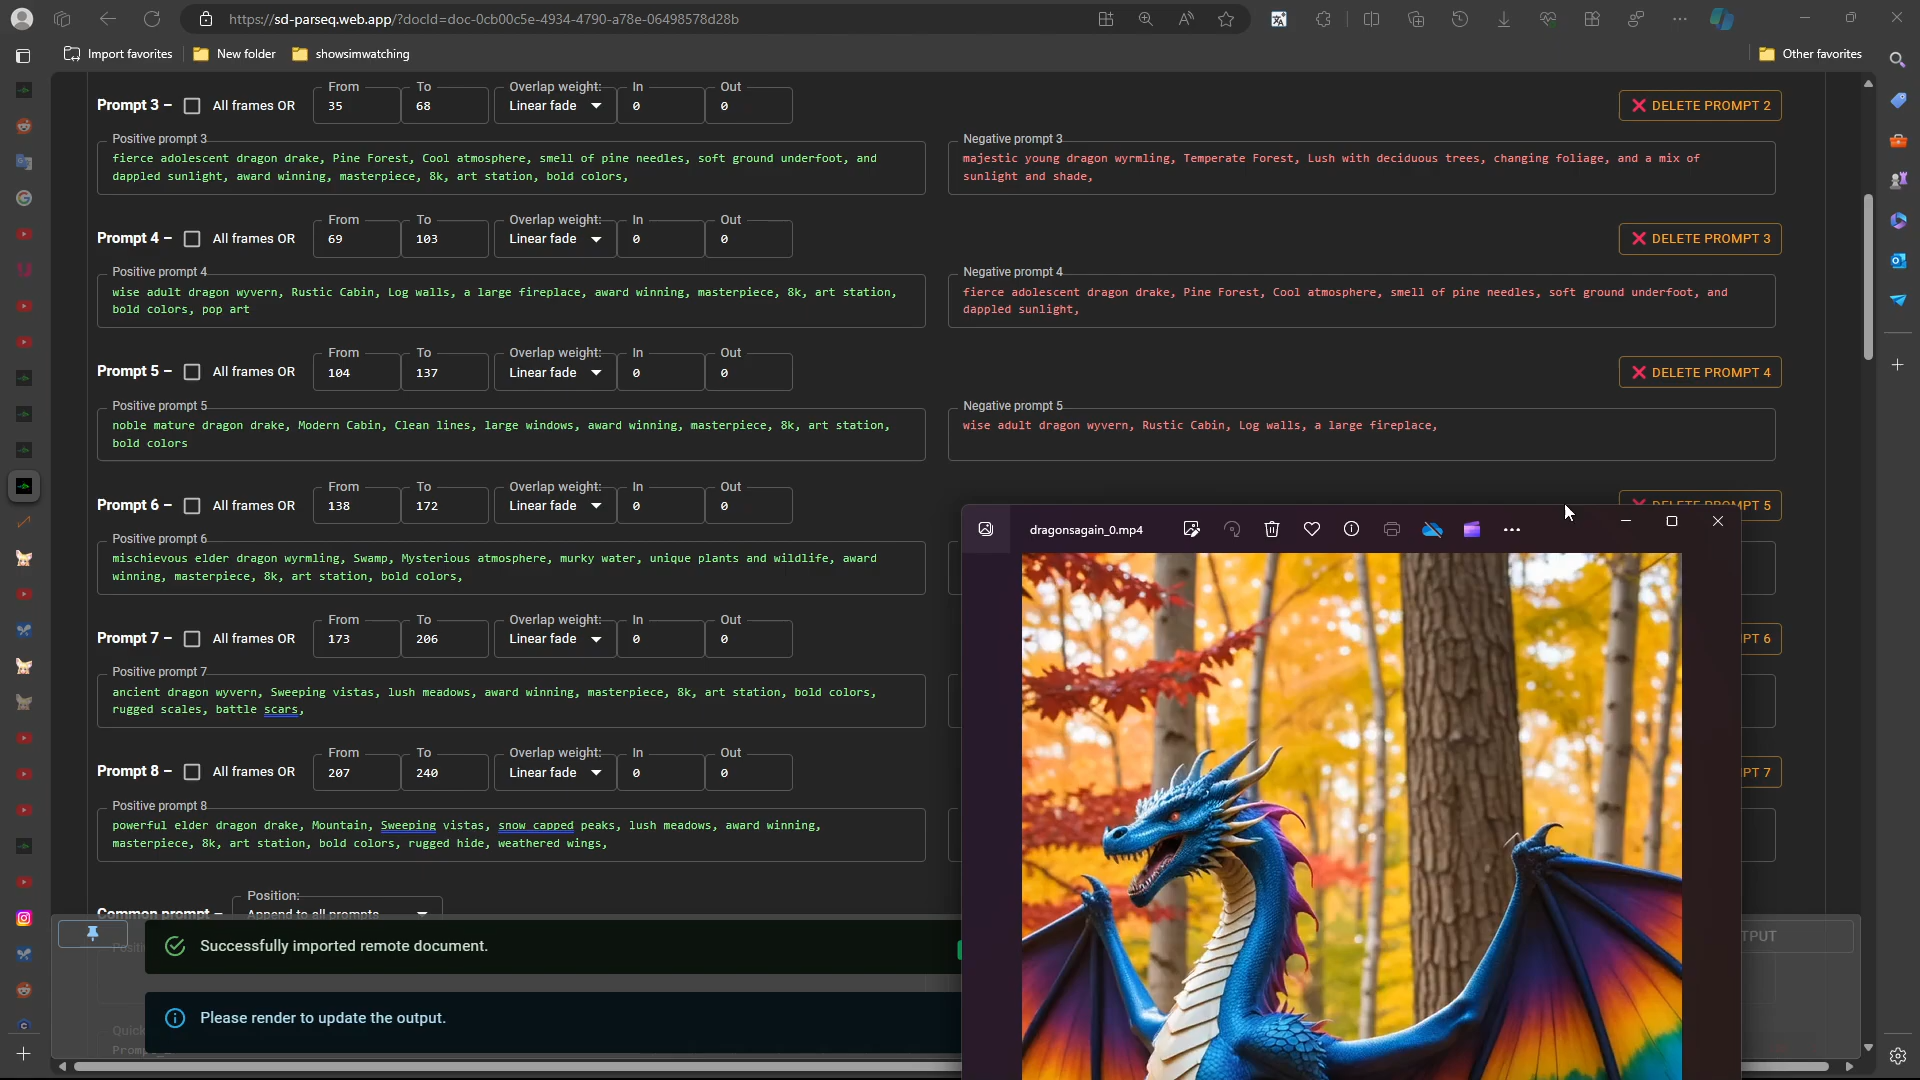 https://sd-parseq.web.app/?docId=doc-0cb00c5e-4934-4790-a78e-06498578d28b
Import favorites
New folder
showsimwatching
Other favorites
Prompt 3 –
All frames OR
From
35
To
68
Overlap weight:
Linear fade
In
0
Out
0
DELETE PROMPT 2
Positive prompt 3
fierce adolescent dragon drake, Pine Forest, Cool atmosphere, smell of pine needles, soft ground underfoot, and
dappled sunlight, award winning, masterpiece, 8k, art station, bold colors,
Negative prompt 3
majestic young dragon wyrmling, Temperate Forest, Lush with deciduous trees, changing foliage, and a mix of
sunlight and shade,
Prompt 4 –
All frames OR
From
69
To
103
Overlap weight:
Linear fade
In
0
Out
0
DELETE PROMPT 3
Positive prompt 4
wise adult dragon wyvern, Rustic Cabin, Log walls, a large fireplace, award winning, masterpiece, 8k, art station,
bold colors, pop art
Negative prompt 4
fierce adolescent dragon drake, Pine Forest, Cool atmosphere, smell of pine needles, soft ground underfoot, and
dappled sunlight,
Prompt 5 –
All frames OR
From
104
To
137
Overlap weight:
Linear fade
In
0
Out
0
DELETE PROMPT 4
Positive prompt 5
noble mature dragon drake, Modern Cabin, Clean lines, large windows, award winning, masterpiece, 8k, art station,
bold colors
Negative prompt 5
wise adult dragon wyvern, Rustic Cabin, Log walls, a large fireplace,
Prompt 6 –
All frames OR
From
138
To
172
Overlap weight:
Linear fade
In
0
Out
0
DELETE PROMPT 5
Positive prompt 6
mischievous elder dragon wyrmling, Swamp, Mysterious atmosphere, murky water, unique plants and wildlife, award
winning, masterpiece, 8k, art station, bold colors,
dragonsagain_0.mp4
Prompt 7 –
All frames OR
From
173
To
206
Overlap weight:
Linear fade
In
0
Out
0
PT 6
Positive prompt 7
ancient dragon wyvern, Sweeping vistas, lush meadows, award winning, masterpiece, 8k, art station, bold colors,
rugged scales, battle scars,
Prompt 8 –
All frames OR
From
207
To
240
Overlap weight:
Linear fade
In
0
Out
0
PT 7
Positive prompt 8
powerful elder dragon drake, Mountain, Sweeping vistas, snow capped peaks, lush meadows, award winning,
masterpiece, 8k, art station, bold colors, rugged hide, weathered wings,
Common prompt –
Position:
Append to all prompts
Positi
TPUT
Successfully imported remote document.
Please render to update the output.
Quick
Prom